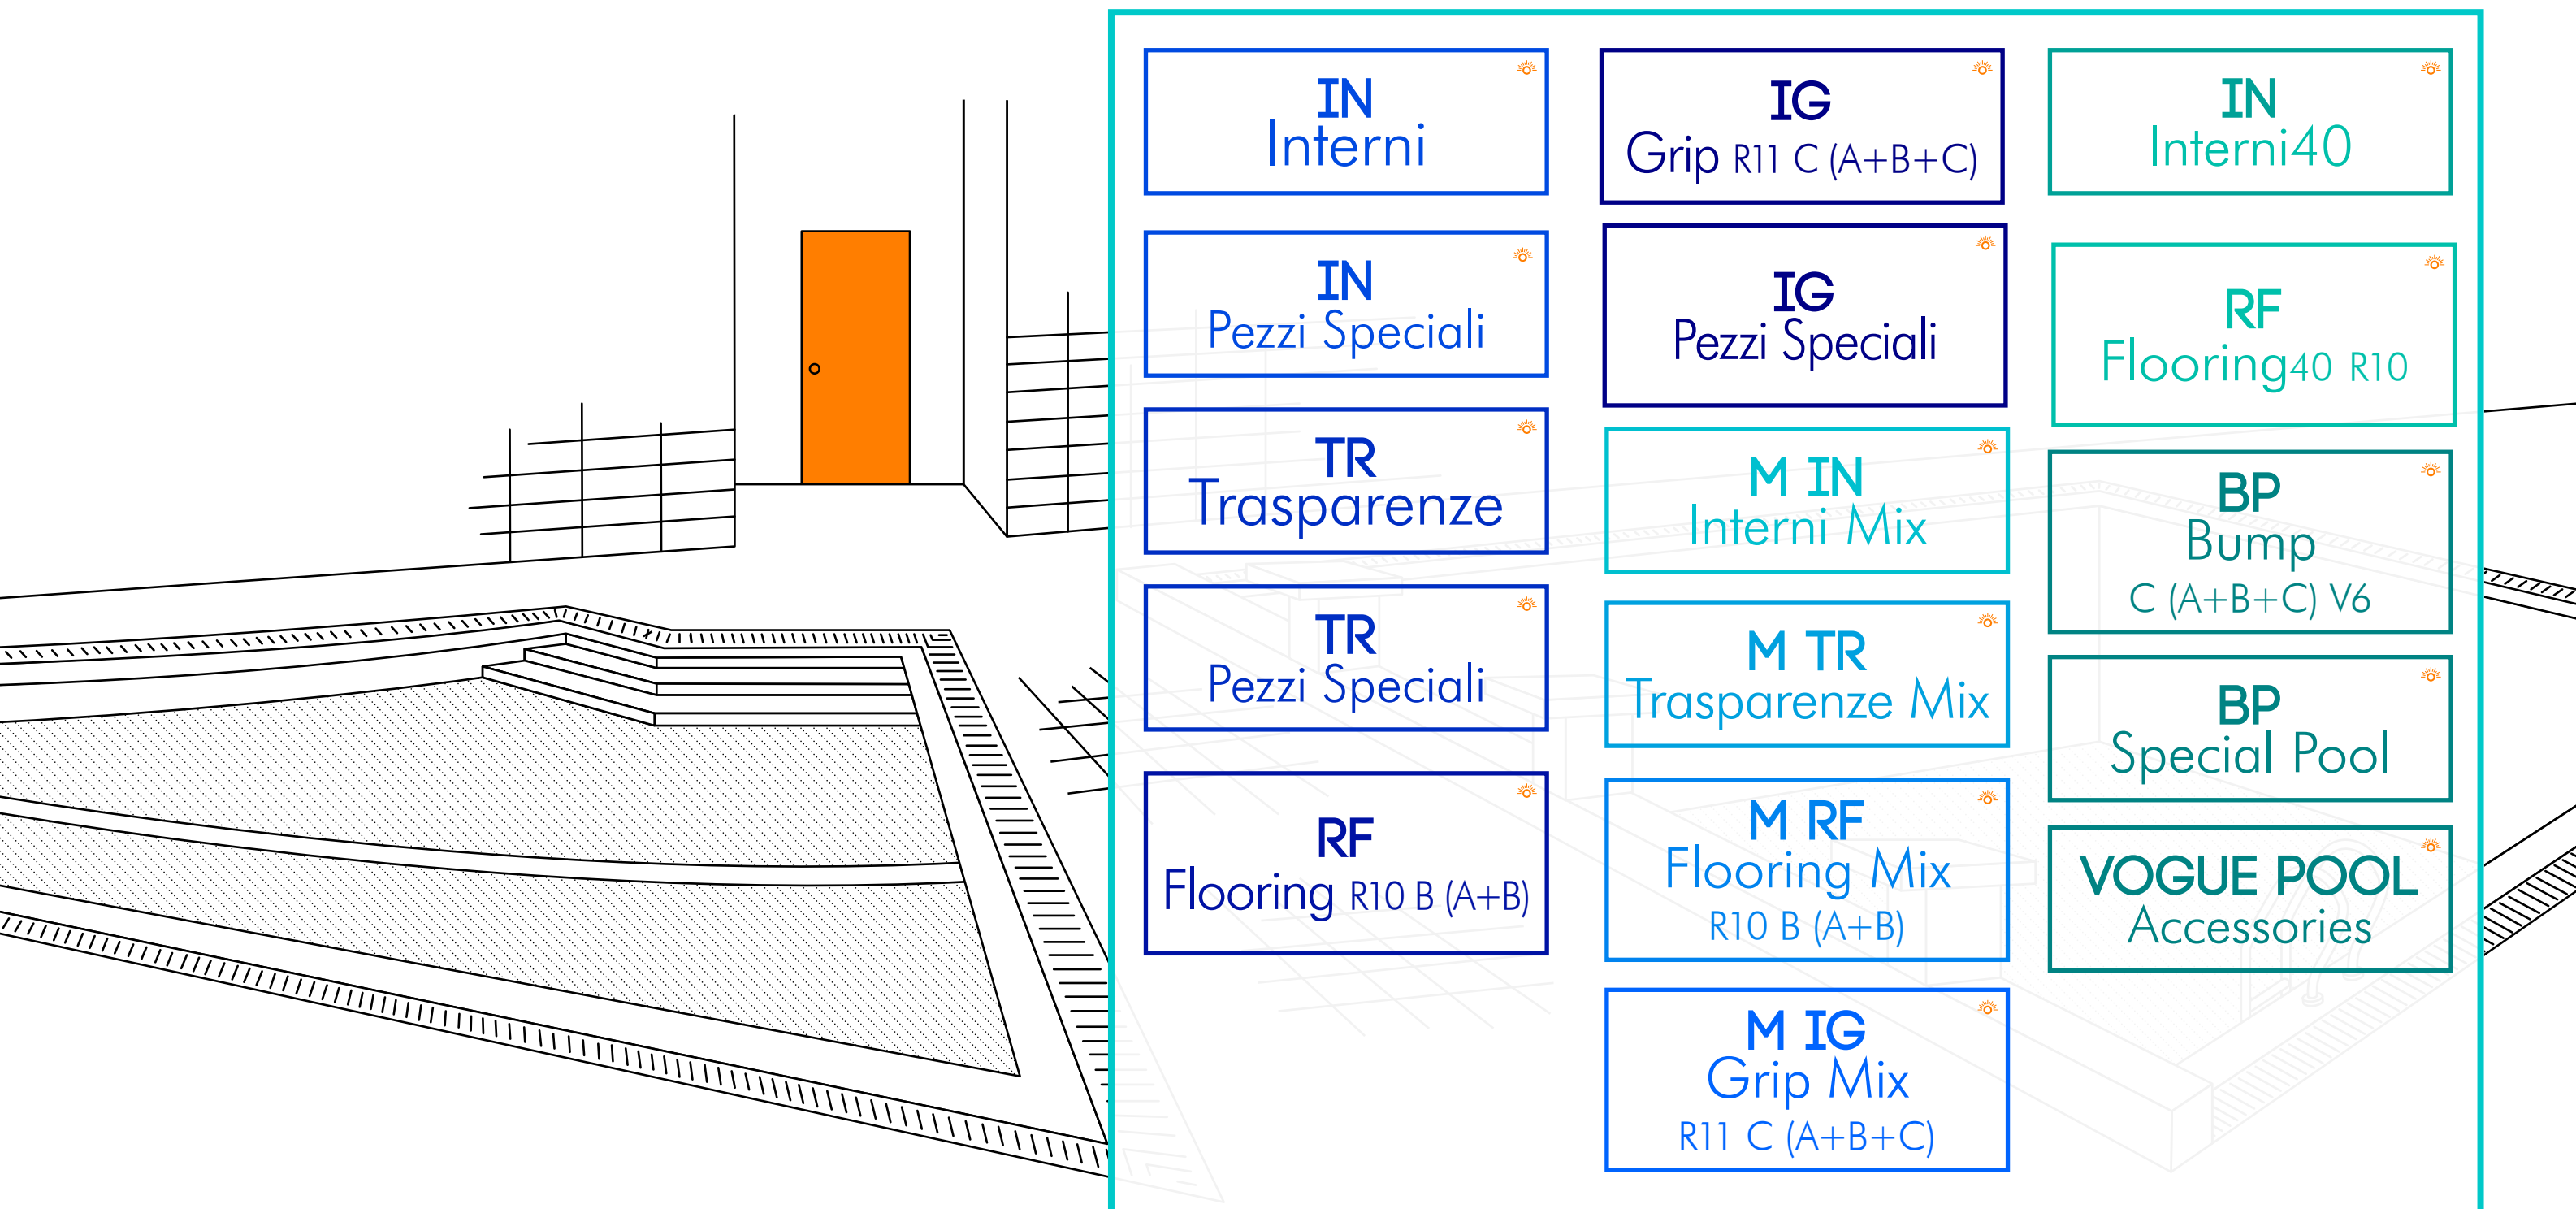 IN
Interni
IN
Pezzi Speciali
TR
Trasparenze
TR
Pezzi Speciali
RF
Flooring R10 B (A+B)
IG
Grip R11 C (A+B+C)
IG
Pezzi Speciali
M IN
Interni Mix
M TR
Trasparenze Mix
M RF
Flooring Mix
R10 B (A+B)
M IG
Grip Mix
R11 C (A+B+C)
IN
Interni40
RF
Flooring40 R10
BP
Bump
C (A+B+C) V6
BP
Special Pool
VOGUE POOL
Accessories